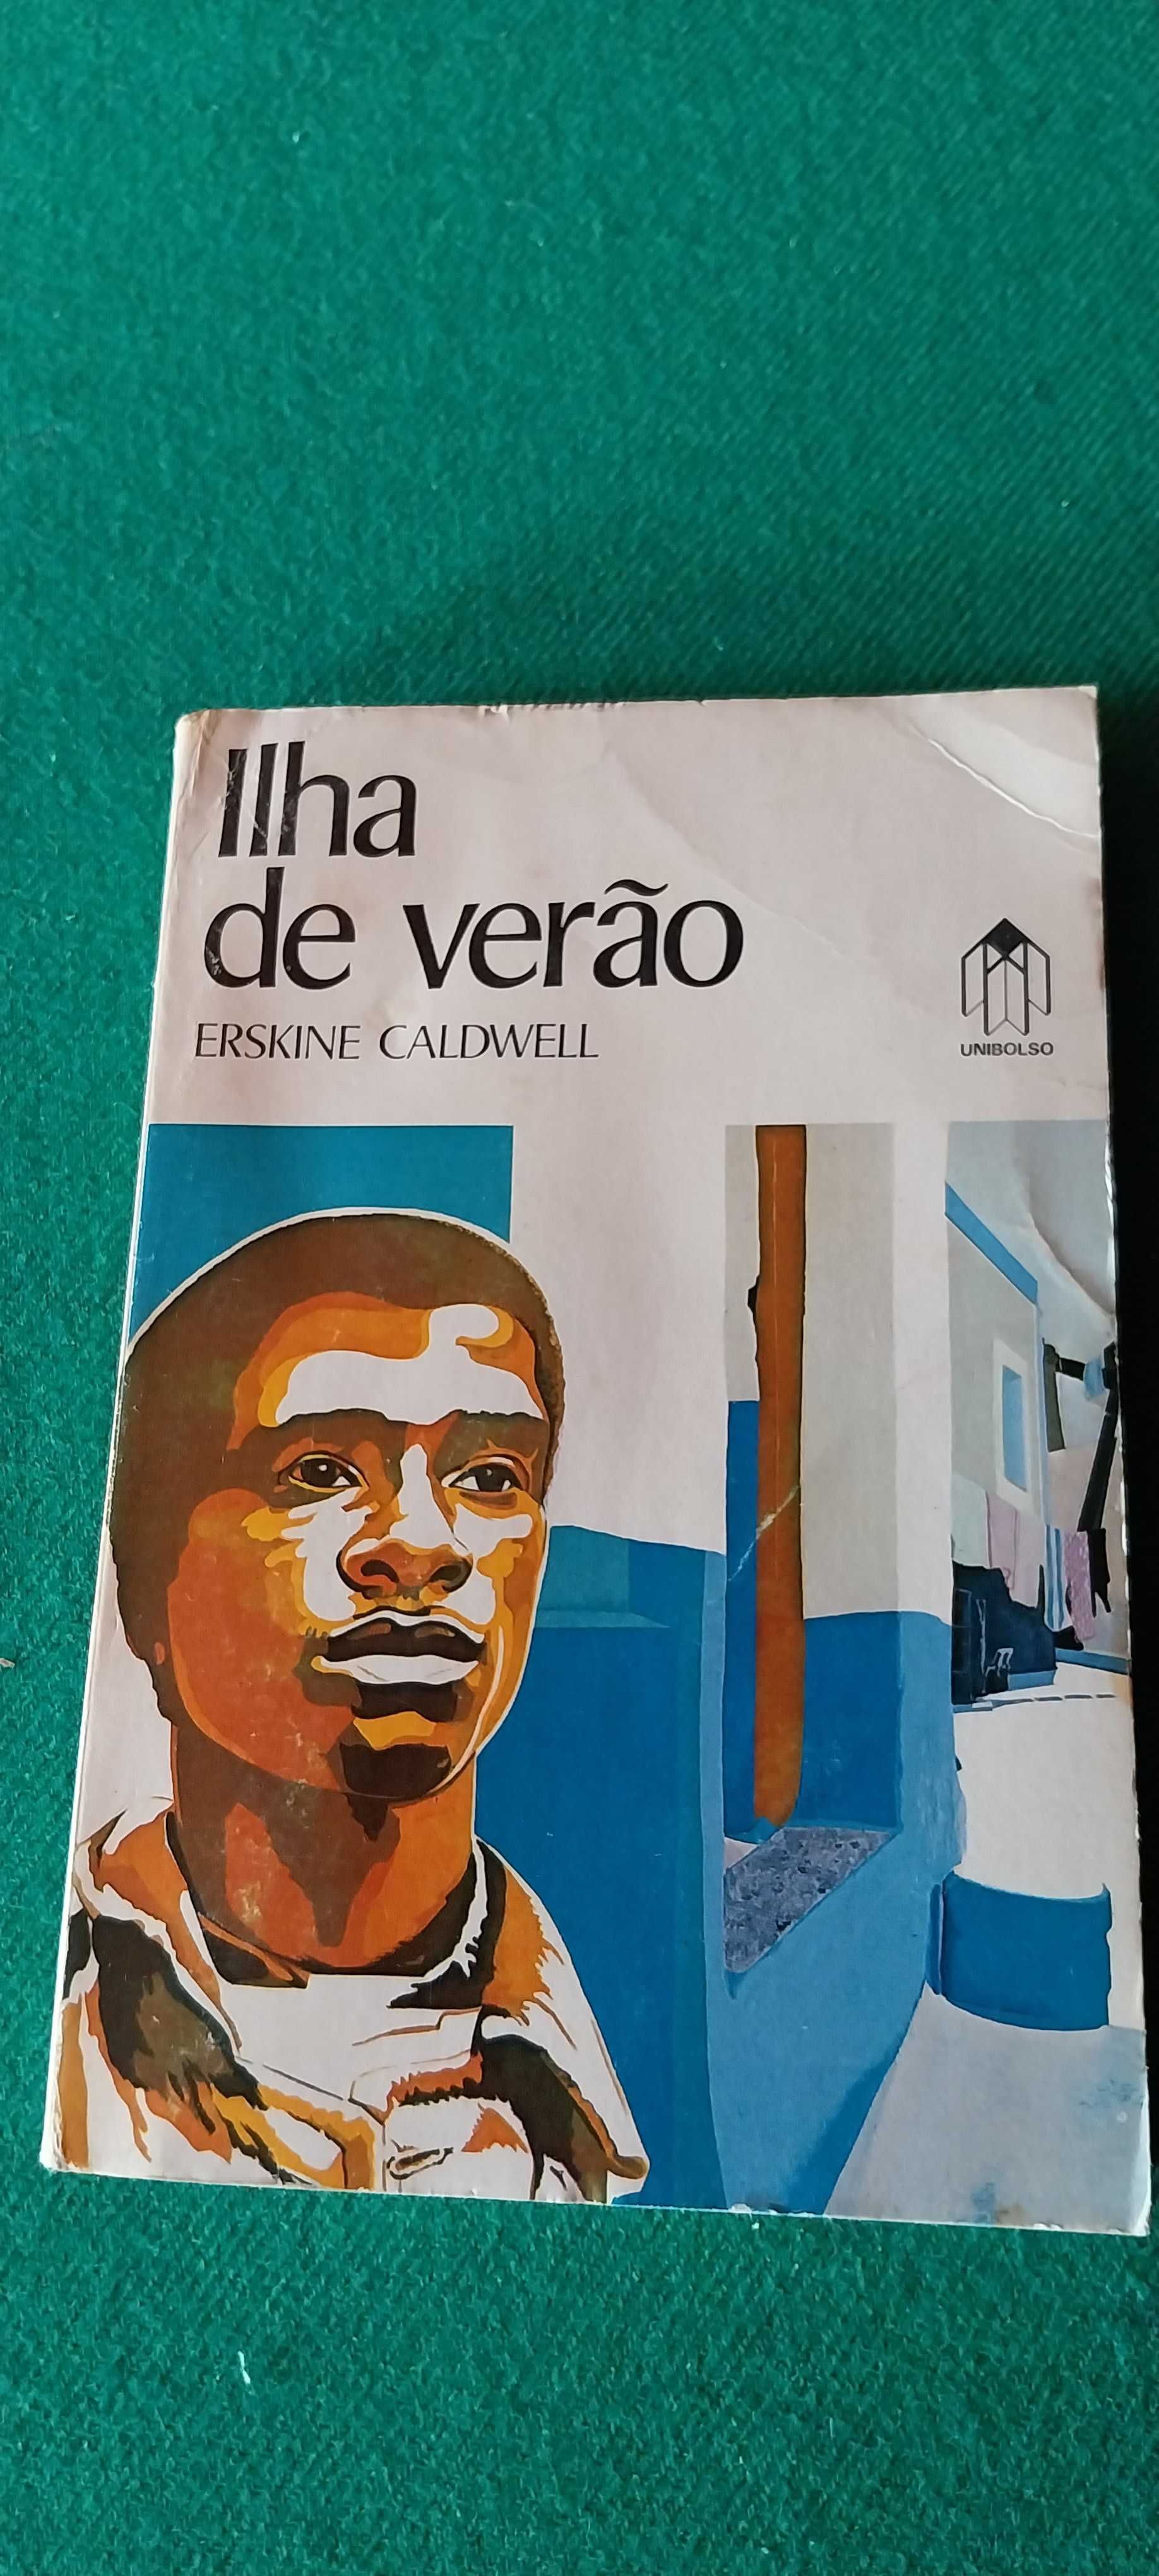 Ilha
de verão
ERSKINE CALDWELL
UNIBOLSO